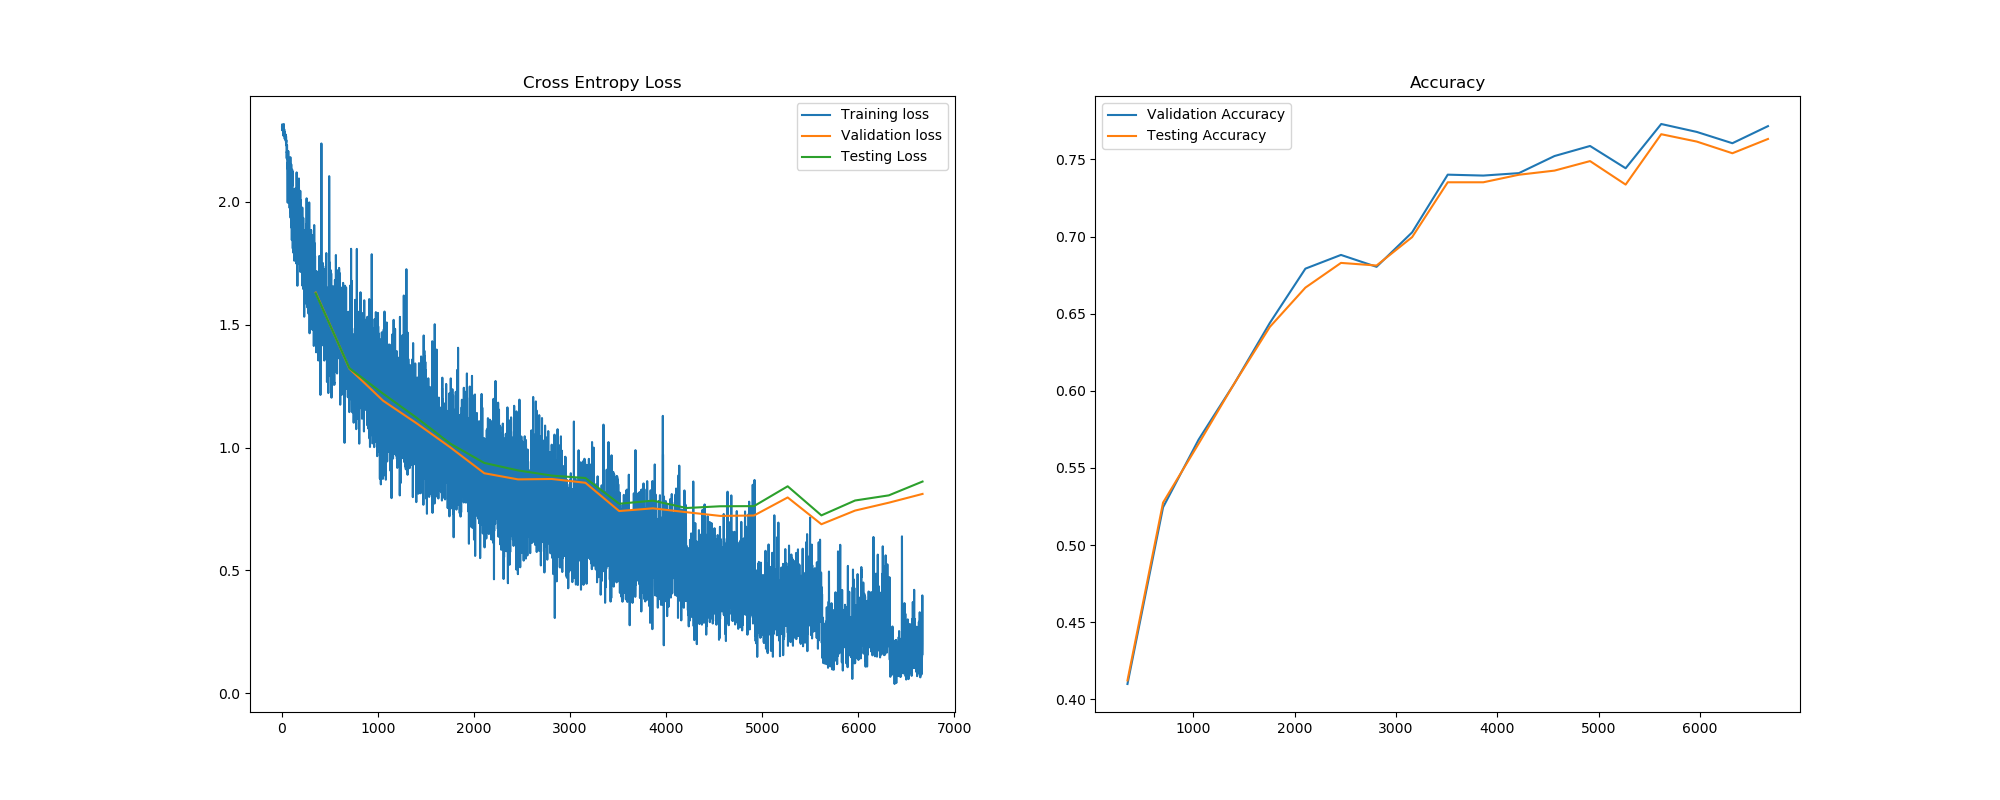 Cross Entropy Loss
Training loss
Validation loss
Testing Loss
2.0
1.5
1.0
0.5
0.0
0 1000 2000 3000 4000 5000 6000 7000
Accuracy
Validation Accuracy
Testing Accuracy
0.75
0.70
0.65
0.60
0.55
0.50
0.45
0.40
1000 2000 3000 4000 5000 6000